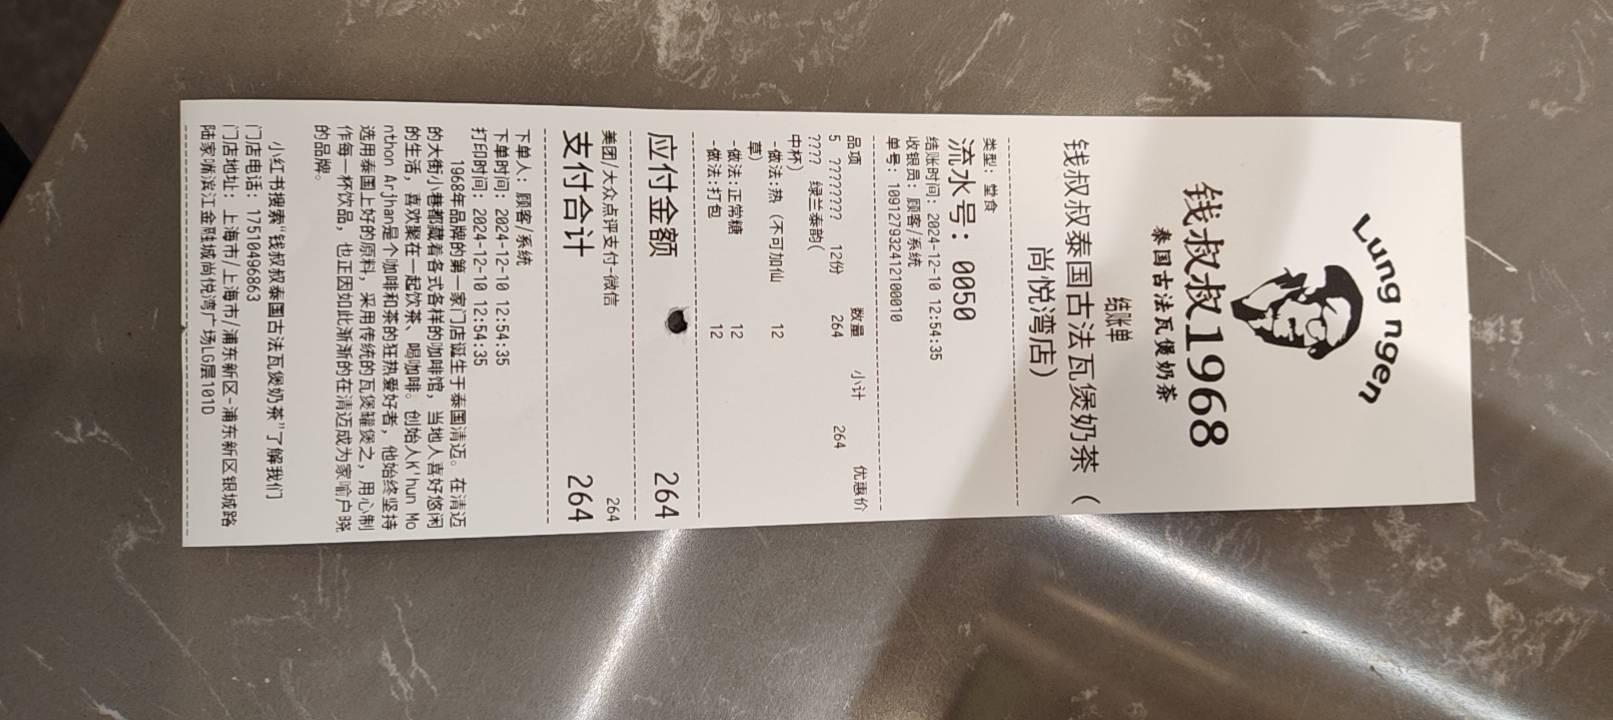 Lung ngen
钱叔叔1968
泰国古法瓦煲奶茶
结账单
钱叔叔泰国古法瓦煲奶茶(
尚悦湾店)
类型: 堂食
流水号: 0050
结账时间: 2024-12-10 12:54:35
收银员: 顾客/系统
单号: 109127932412100010
品项 数量 小计 优惠价
5 ??????? 12份 264 264
???? 绿兰泰韵(
中杯)
-做法:热 (不可加仙 12
草)
-做法:正常糖 12
-做法:打包 12
应付金额 264
美团/大众点评支付-微信 264
支付合计 264
下单人: 顾客/系统
下单时间: 2024-12-10 12:54:35
打印时间: 2024-12-10 12:54:35
1968年品牌的第一家门店诞生于泰国清迈。在清迈
的大街小巷都藏着各式各样的咖啡馆, 当地人喜好悠闲
的生活, 喜欢聚在一起饮茶、喝咖啡。创始人K'hun Mo
nthon Arjhan是个咖啡和茶的狂热爱好者, 他始终坚持
选用泰国上好的原料, 采用传统的瓦煲罐煲之, 用心制
作每一杯饮品, 也正因如此渐渐的在清迈成为家喻户晓
的品牌。
小红书搜索"钱叔叔泰国古法瓦煲奶茶"了解我们
门店电话: 17510496863
门店地址: 上海市/上海市/浦东新区-浦东新区银城路
陆家嘴滨江金融城尚悦湾广场LG层101D